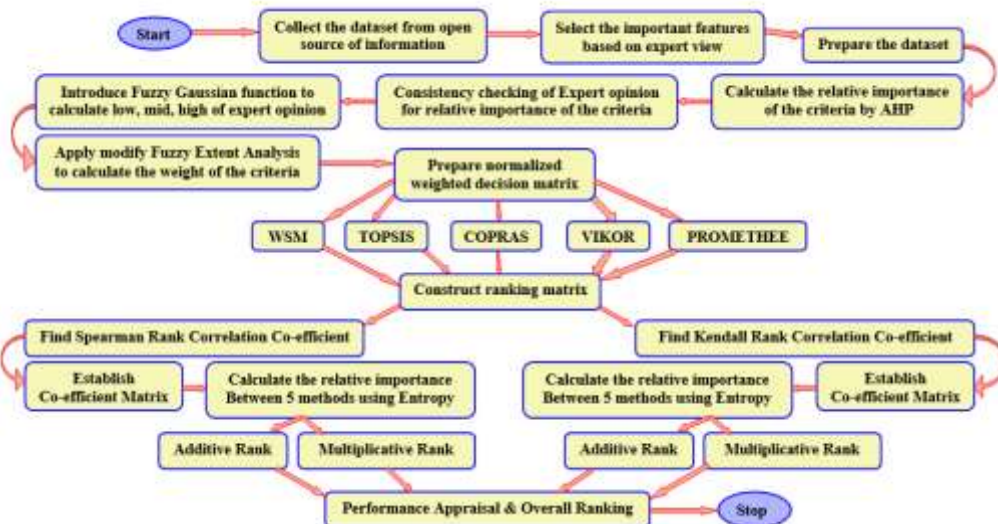 Start
Collect the dataset from open
source of information
Select the important features
based on expert view
Prepare the dataset
Calculate the relative importance
of the criteria by AHP
Consistency checking of Expert opinion
for relative importance of the criteria
Introduce Fuzzy Gaussian function to
calculate low, mid, high of expert opinion
Apply modify Fuzzy Extent Analysis
to calculate the weight of the criteria
Prepare normalized
weighted decision matrix
WSM
TOPSIS
COPRAS
VIKOR
PROMETHEE
Construct ranking matrix
Find Spearman Rank Correlation Co-efficient
Find Kendall Rank Correlation Co-efficient
Establish
Co-efficient Matrix
Calculate the relative importance
Between 5 methods using Entropy
Calculate the relative importance
Between 5 methods using Entropy
Establish
Co-efficient Matrix
Additive Rank
Multiplicative Rank
Additive Rank
Multiplicative Rank
Performance Appraisal & Overall Ranking
Stop